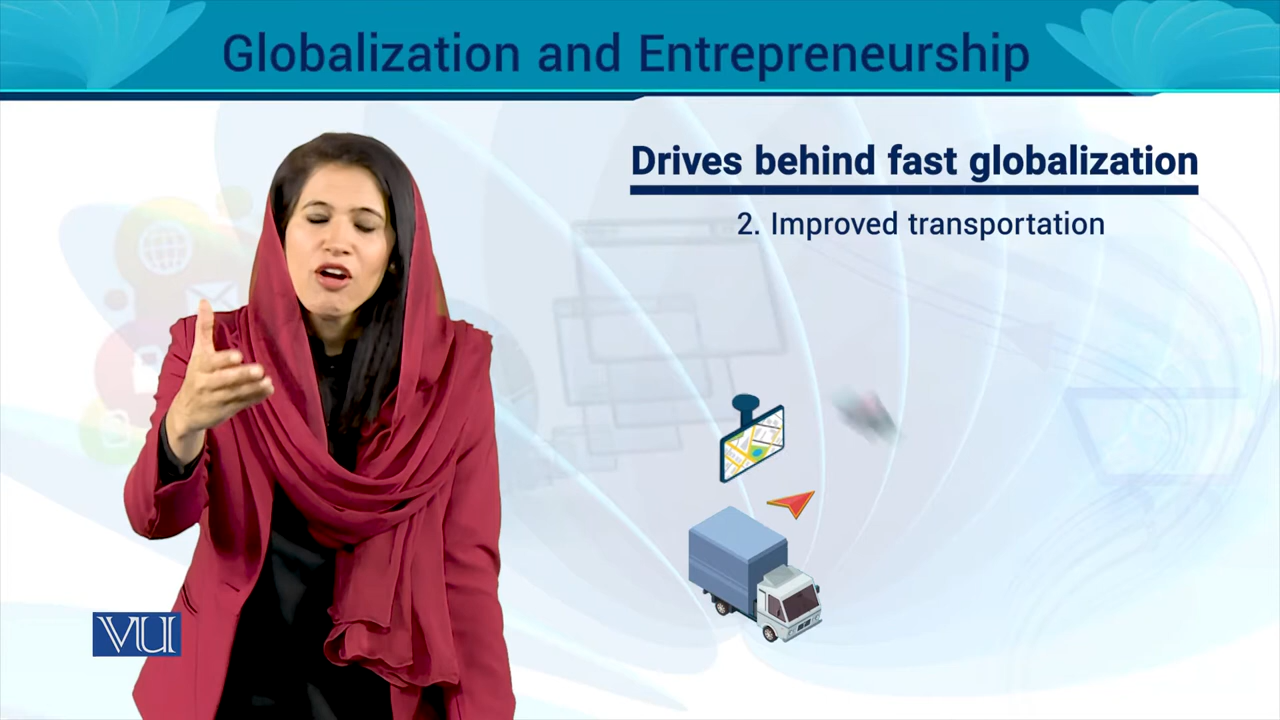 Globalization and Entrepreneurship
Drives behind fast globalization
2. Improved transportation
VU